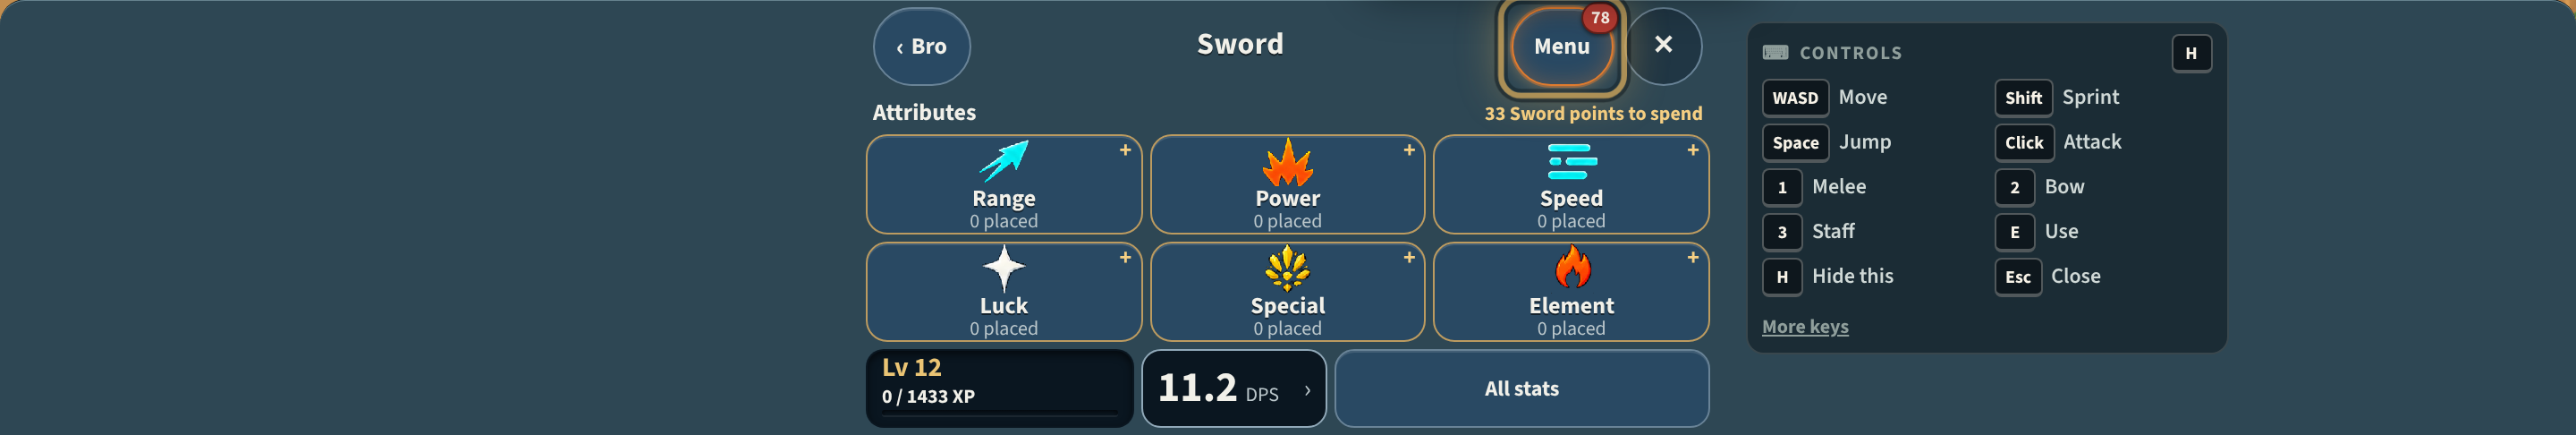 ‹ Bro
Sword
Menu
78
×
Attributes
33 Sword points to spend
Range
0 placed
+
Power
0 placed
+
Speed
0 placed
+
Luck
0 placed
+
Special
0 placed
+
Element
0 placed
+
Lv 12
0 / 1433 XP
11.2 DPS ›
All stats
CONTROLS
H
WASD Move
Shift Sprint
Space Jump
Click Attack
1 Melee
2 Bow
3 Staff
E Use
H Hide this
Esc Close
More keys